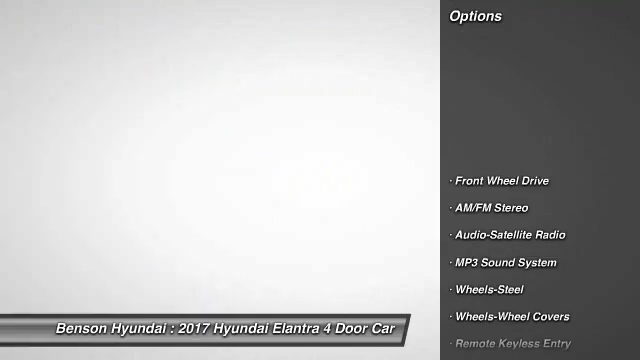 Options
· Front Wheel Drive
· AM/FM Stereo
· Audio-Satellite Radio
· MP3 Sound System
· Wheels-Steel
· Wheels-Wheel Covers
· Remote Keyless Entry
Benson Hyundai : 2017 Hyundai Elantra 4 Door Car